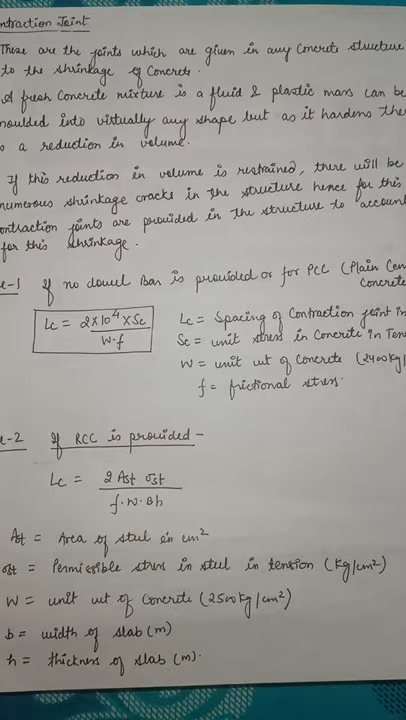 ntraction Joint
These are the joints which are given in any Concrete structure
to the shrinkage of Concrete.
A fresh Concrete mixture is a fluid & plastic mass can be
moulded into virtually any shape but as it hardens the
s a reduction in volume.
If this reduction in volume is restrained, there will be
numerous shrinkage cracks in the structure hence for this
ontraction joints are provided in the structure to account
for this shrinkage.
e-1 If no dowel Bar is provided or for PCC (Plain Cem
Concrete
Lc = 2×10⁴×Sc / W·f
Lc = Spacing of Contraction joint in
Sc = unit stress in Concrete in Tens
W = unit wt of Concrete (2400kg/
f = frictional stress.
e-2 If RCC is provided -
Lc = 2 Ast σst / f·W·Bh
Ast = Area of steel in cm²
σst = Permissible stress in steel in tension (kg/cm²)
W = unit wt of Concrete (2500kg/cm²)
b = width of slab (m)
h = thickness of slab (m).